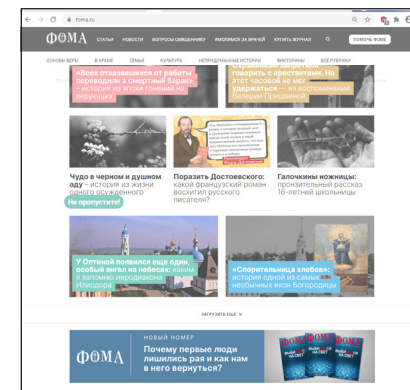 foma.ru
ФОМА
СТАТЬИ
НОВОСТИ
ВОПРОСЫ СВЯЩЕННИКУ
#МОЛИМСЯ ЗА ВРАЧЕЙ
КУПИТЬ ЖУРНАЛ
ПОМОЧЬ ФОМЕ
ОСНОВЫ ВЕРЫ
В ХРАМЕ
СЕМЬЯ
КУЛЬТУРА
НЕПРИДУМАННЫЕ ИСТОРИИ
ВИКТОРИНЫ
ВСЕ РУБРИКИ
«Всех отказавшихся от работы
переводили в смертный барак»
- история из эпохи гонений на
верующих
говорить с арестантами. Но
этот часовой не мог
удержаться — из воспоминаний
Валерии Пришвиной
Чудо в черном и душном
аду – история из жизни
одного осужденного
Не пропустите!
Поразить Достоевского:
какой французский роман
восхитил русского
писателя?
Галочкины ножницы:
пронзительный рассказ
16-летней школьницы
У Оптиной появился еще один,
особый ангел на небесах: каким
я запомню иеродиакона
Илиодора
«Спорительница хлебов»:
история одной из самых
необычных икон Богородицы
ЗАГРУЗИТЬ ЕЩЕ
ФОМА
НОВЫЙ НОМЕР
Почему первые люди
лишились рая и как нам
в него вернуться?
ФОМА